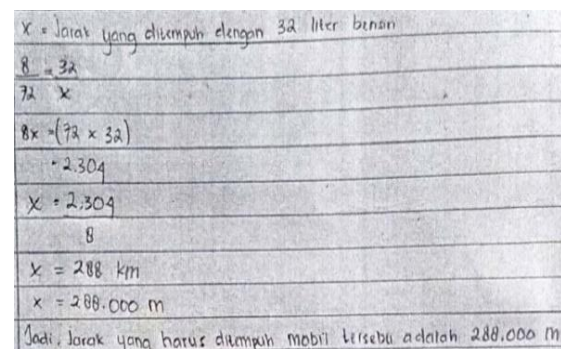 x = Jarak yang ditempuh dengan 32 liter bensin
8 = 32
72 x
8x = (72 x 32)
= 2.304
x = 2.304
8
x = 288 km
x = 288.000 m
Jadi, jarak yang harus ditempuh mobil tersebut adalah 288.000 m